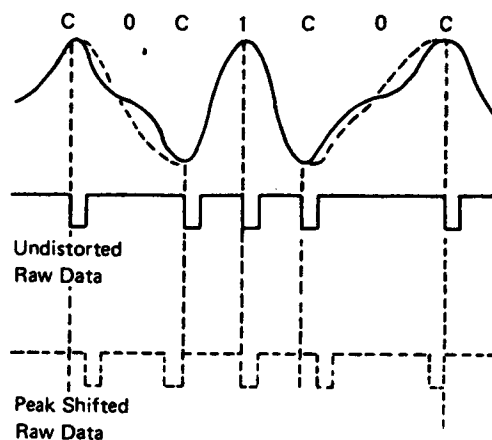 C 0 C 1 C 0 C
Undistorted
Raw Data
Peak Shifted
Raw Data